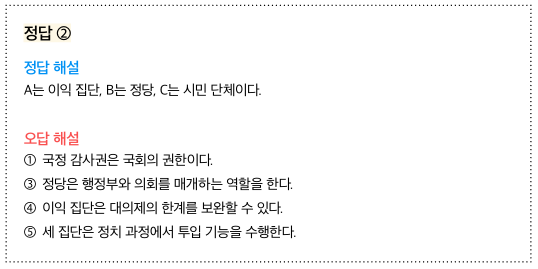 정답 ②
정답 해설
A는 이익 집단, B는 정당, C는 시민 단체이다.
오답 해설
① 국정 감사권은 국회의 권한이다.
③ 정당은 행정부와 의회를 매개하는 역할을 한다.
④ 이익 집단은 대의제의 한계를 보완할 수 있다.
⑤ 세 집단은 정치 과정에서 투입 기능을 수행한다.